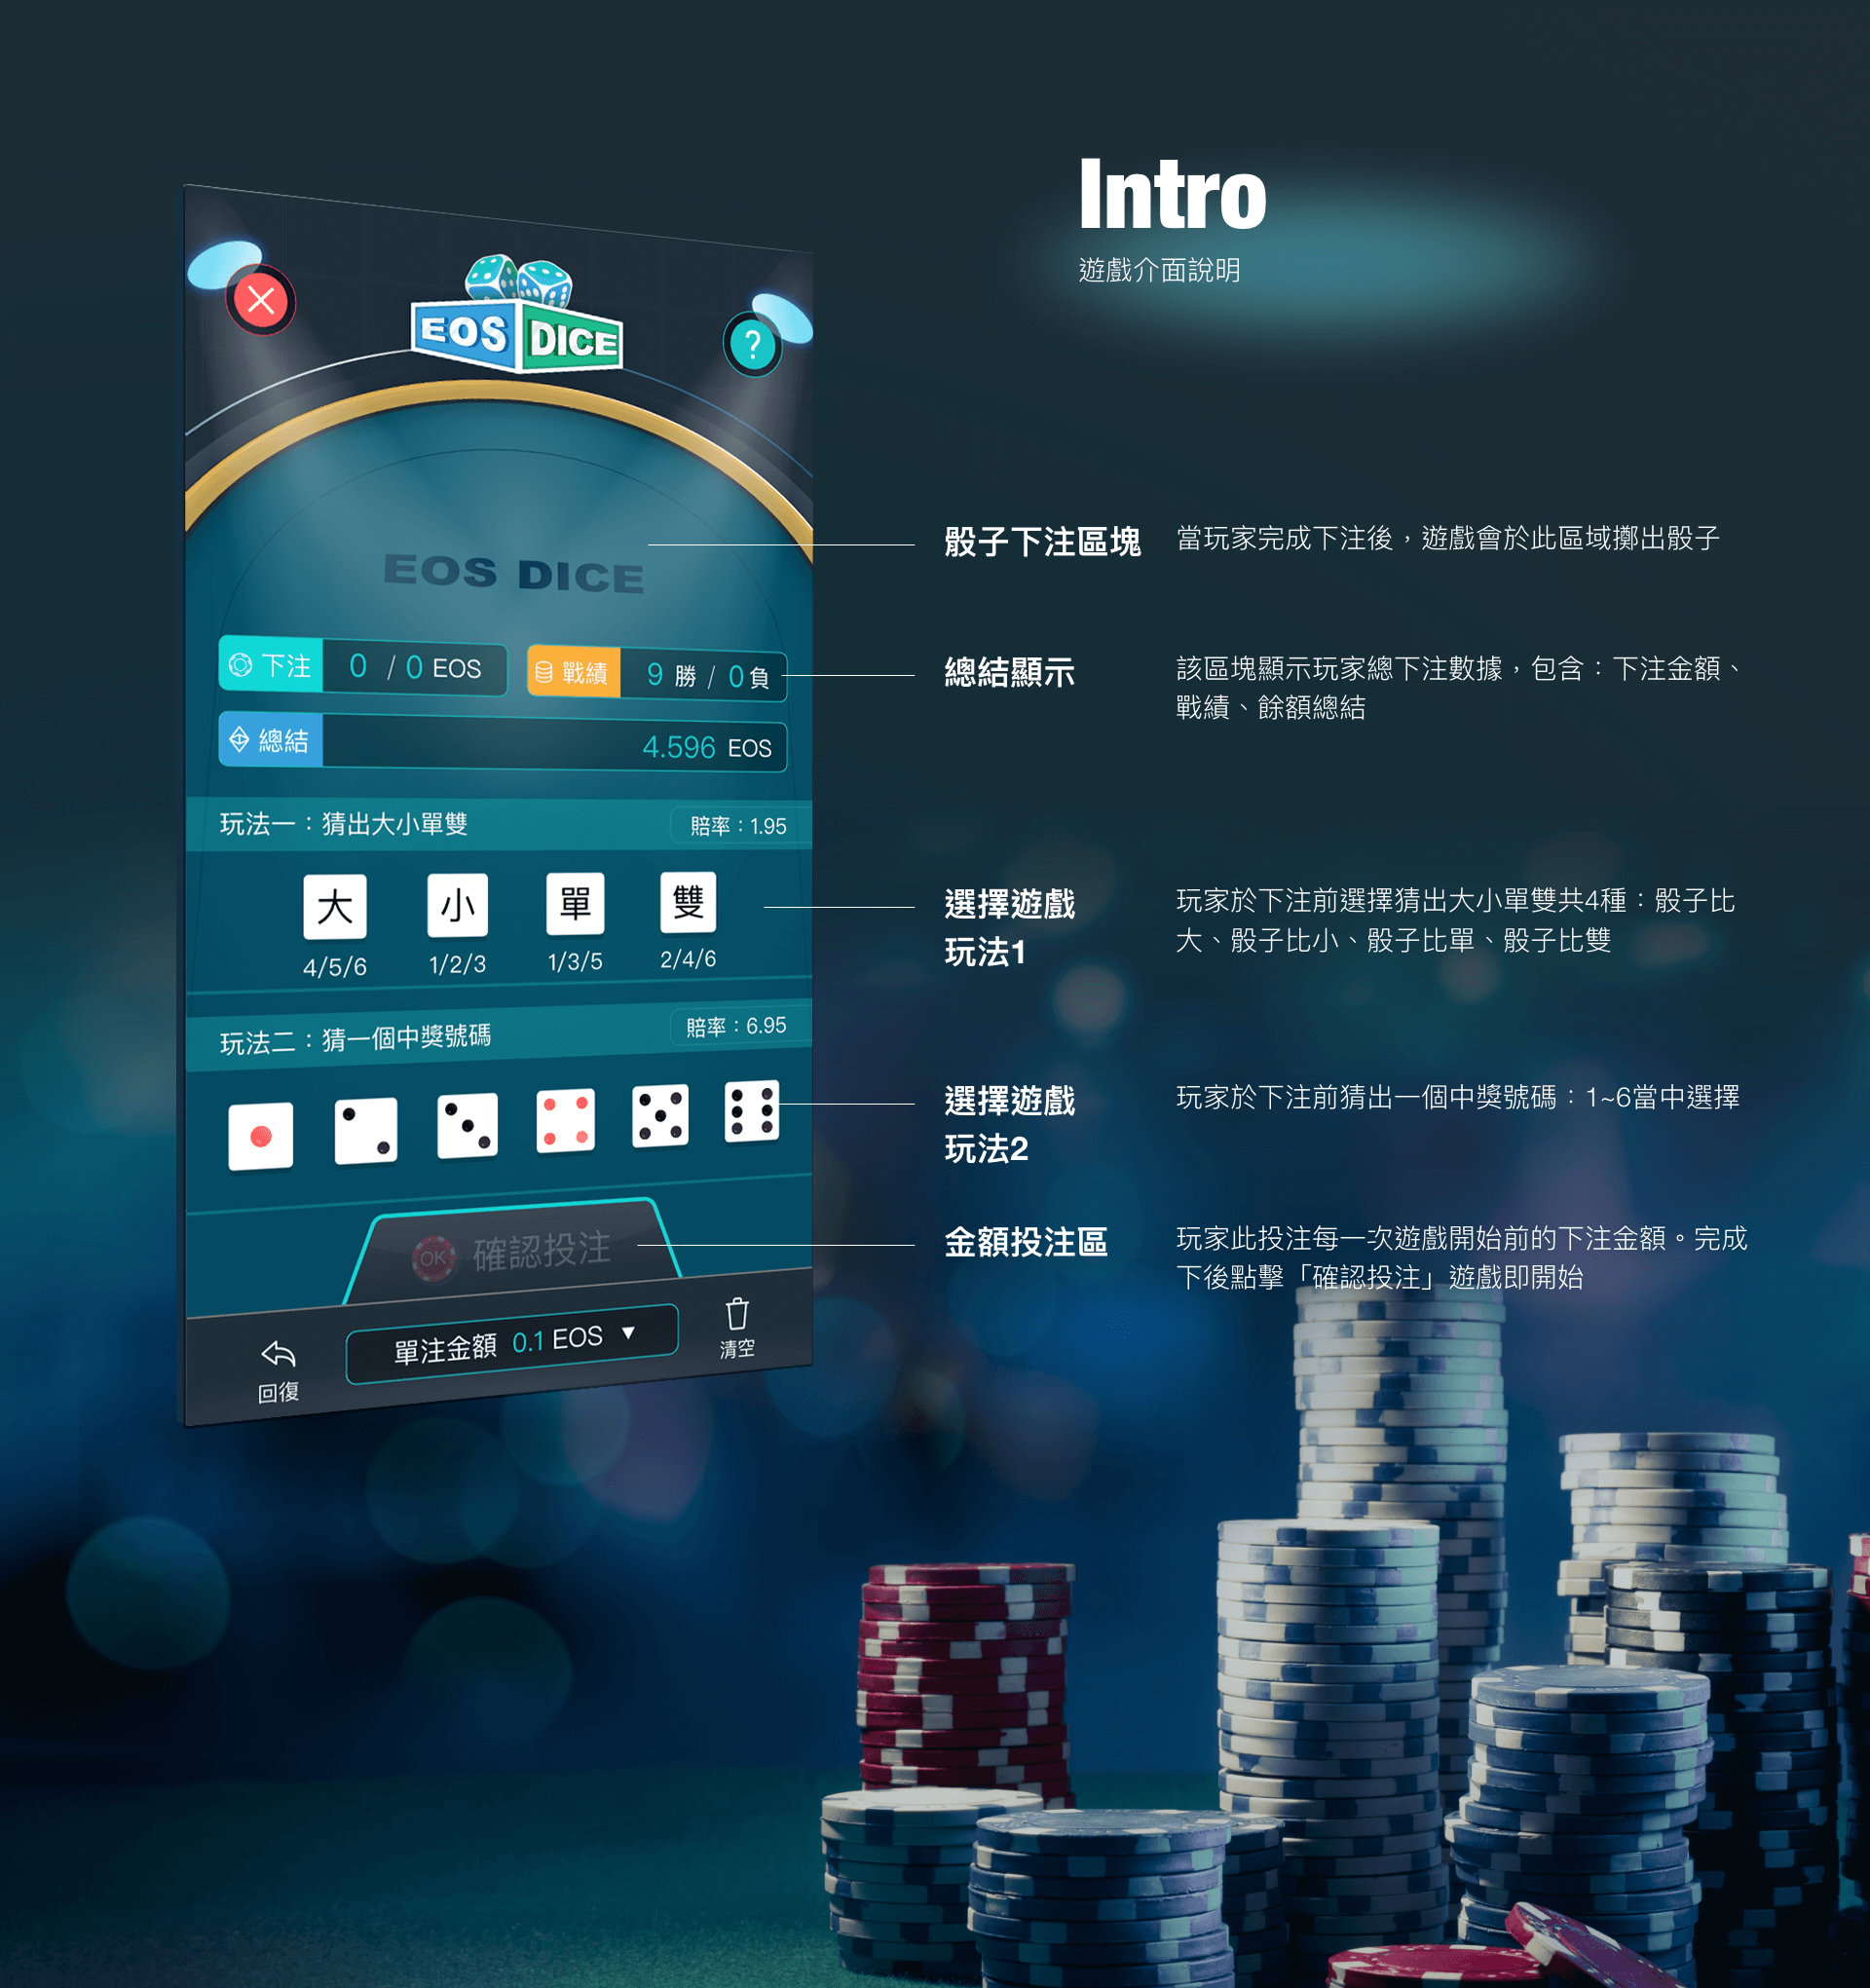 Intro
遊戲介面說明
EOS DICE
?
EOS DICE
下注 0 / 0 EOS
戰績 9 勝 / 0 負
總結 4.596 EOS
玩法一：猜出大小單雙
賠率：1.95
大 小 單 雙
4/5/6 1/2/3 1/3/5 2/4/6
玩法二：猜一個中獎號碼
賠率：6.95
OK 確認投注
回復
單注金額 0.1 EOS ▼
清空
骰子下注區塊
當玩家完成下注後，遊戲會於此區域擲出骰子
總結顯示
該區塊顯示玩家總下注數據，包含：下注金額、
戰績、餘額總結
選擇遊戲
玩法1
玩家於下注前選擇猜出大小單雙共4種：骰子比
大、骰子比小、骰子比單、骰子比雙
選擇遊戲
玩法2
玩家於下注前猜出一個中獎號碼：1~6當中選擇
金額投注區
玩家此投注每一次遊戲開始前的下注金額。完成
下後點擊「確認投注」遊戲即開始